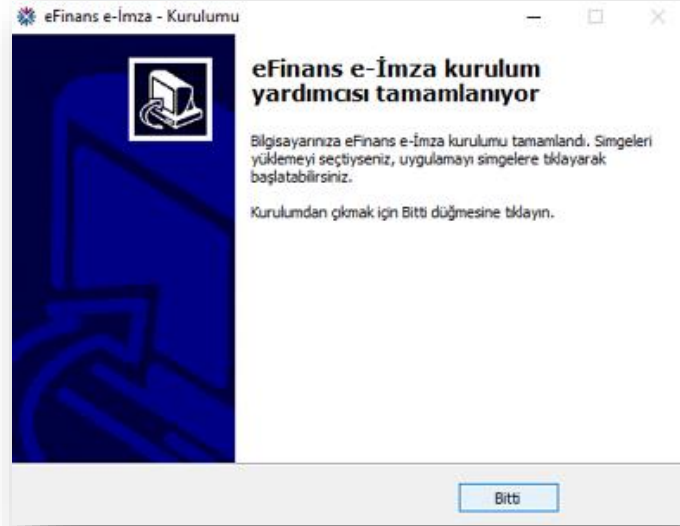 eFinans e-İmza - Kurulumu
eFinans e-İmza kurulum
yardımcısı tamamlanıyor
Bilgisayarınıza eFinans e-İmza kurulumu tamamlandı. Simgeleri
yüklemeyi seçtiyseniz, uygulamayı simgelere tıklayarak
başlatabilirsiniz.
Kurulumdan çıkmak için Bitti düğmesine tıklayın.
Bitti